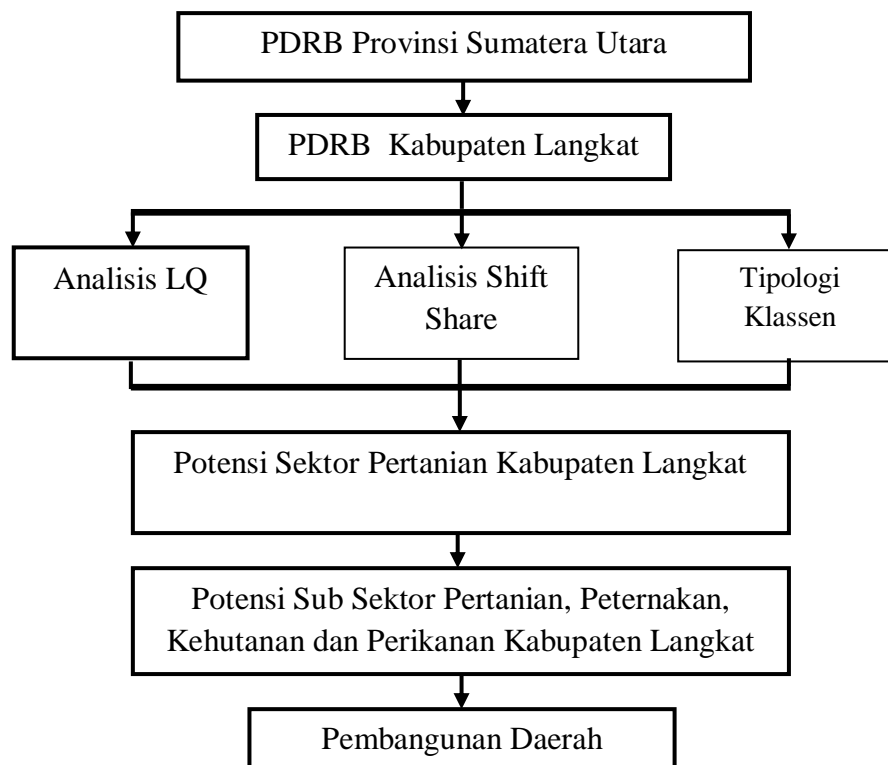 PDRB Provinsi Sumatera Utara
PDRB Kabupaten Langkat
Analisis LQ
Analisis Shift
Share
Tipologi
Klassen
Potensi Sektor Pertanian Kabupaten Langkat
Potensi Sub Sektor Pertanian, Peternakan,
Kehutanan dan Perikanan Kabupaten Langkat
Pembangunan Daerah